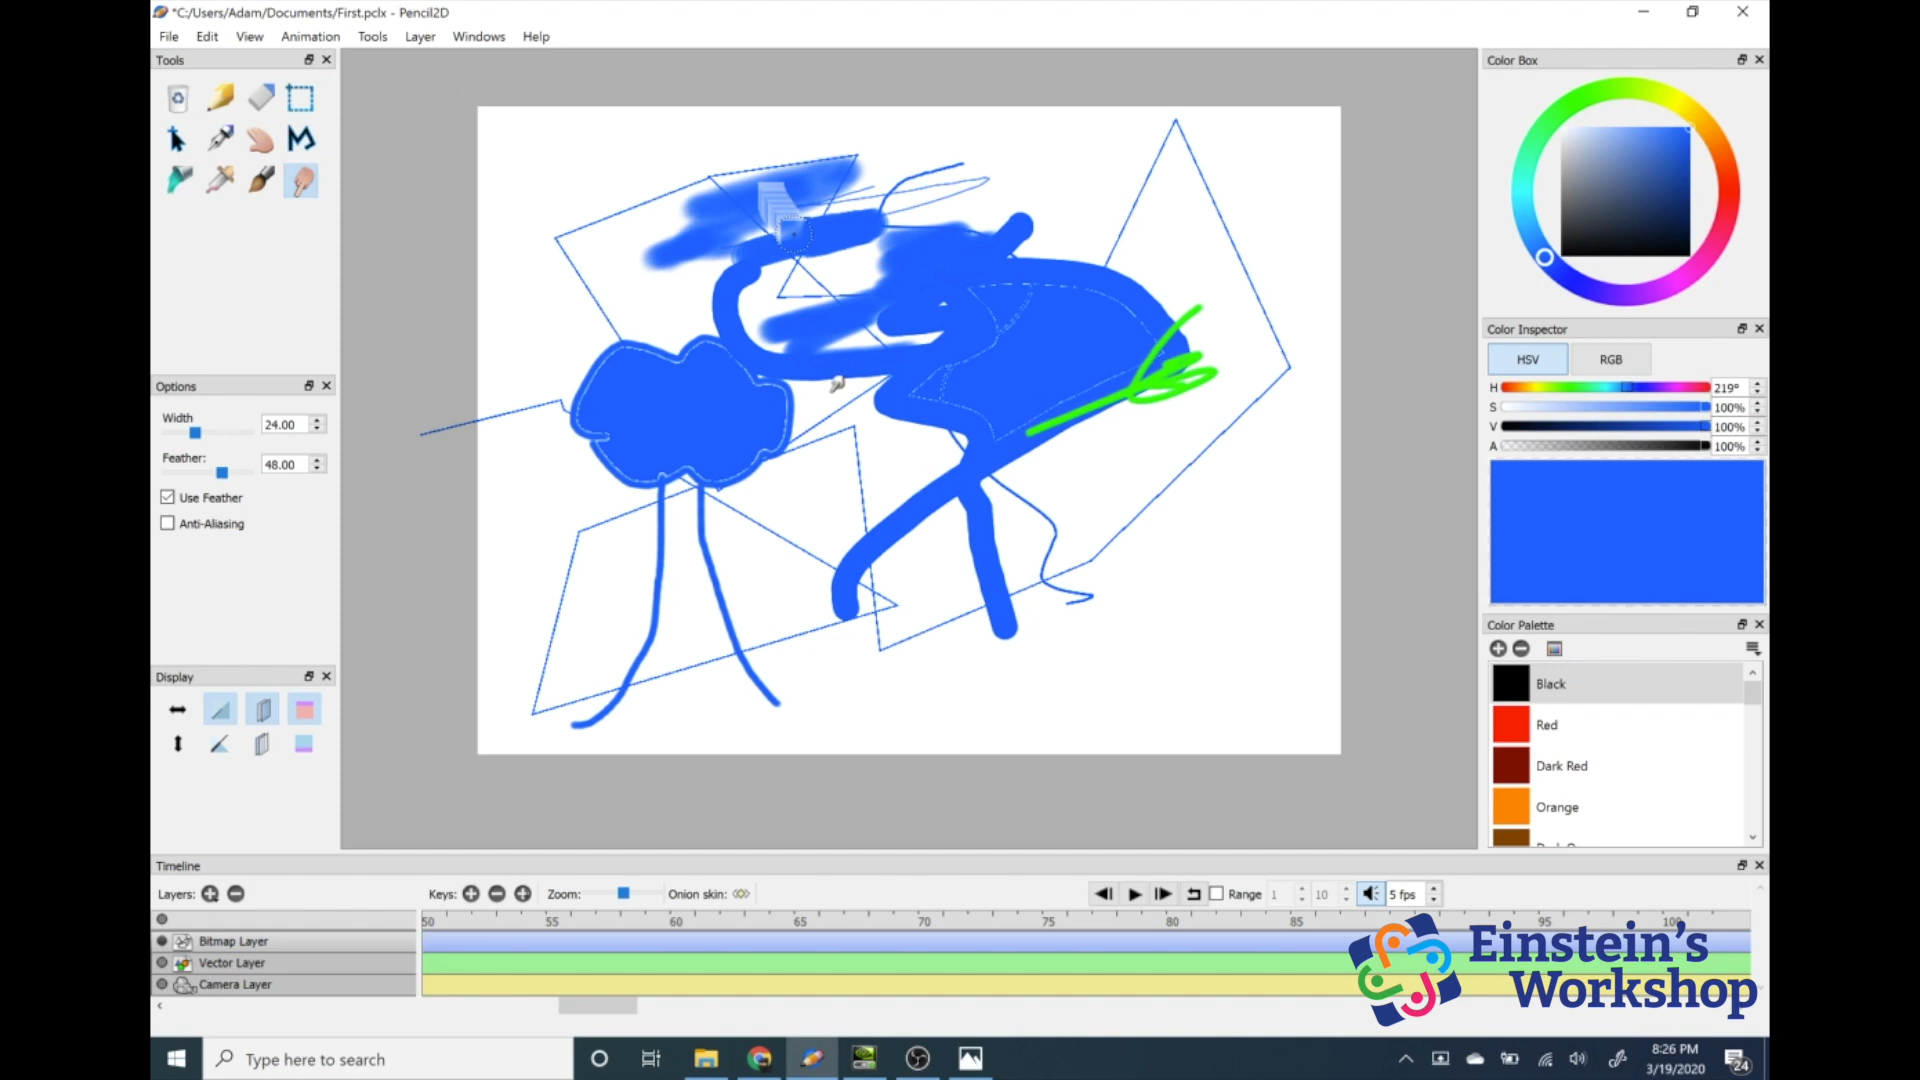 *C:/Users/Adam/Documents/First.pclx - Pencil2D
File Edit View Animation Tools Layer Windows Help
Tools
Options
Width
24.00
Feather:
48.00
Use Feather
Anti-Aliasing
Display
Color Box
Color Inspector
HSV RGB
H 219°
S 100%
V 100%
A 100%
Color Palette
Black
Red
Dark Red
Orange
Timeline
Layers: Keys: Zoom: Onion skin: Range 1 10 5 fps
50 55 60 65 70 75 80 85 95 100
Bitmap Layer
Vector Layer
Camera Layer
Einstein's
Workshop
Type here to search
8:26 PM
3/19/2020
24